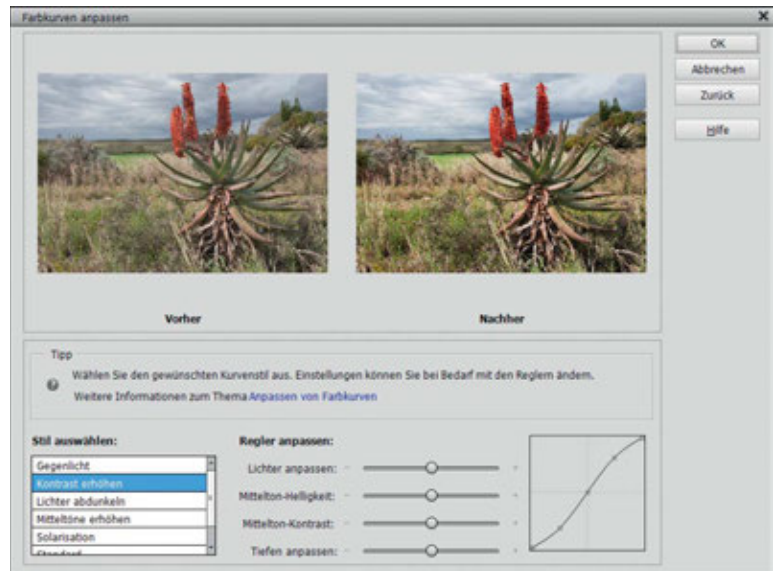 Farbkurven anpassen
OK
Abbrechen
Zurück
Hilfe
Vorher
Nachher
Tipp
Wählen Sie den gewünschten Kurvenstil aus. Einstellungen können Sie bei Bedarf mit den Reglern ändern.
Weitere Informationen zum Thema Anpassen von Farbkurven
Stil auswählen:
Gegenlicht
Kontrast erhöhen
Lichter abdunkeln
Mitteltöne erhöhen
Solarisation
Standard
Regler anpassen:
Lichter anpassen:
Mittelton-Helligkeit:
Mittelton-Kontrast:
Tiefen anpassen: